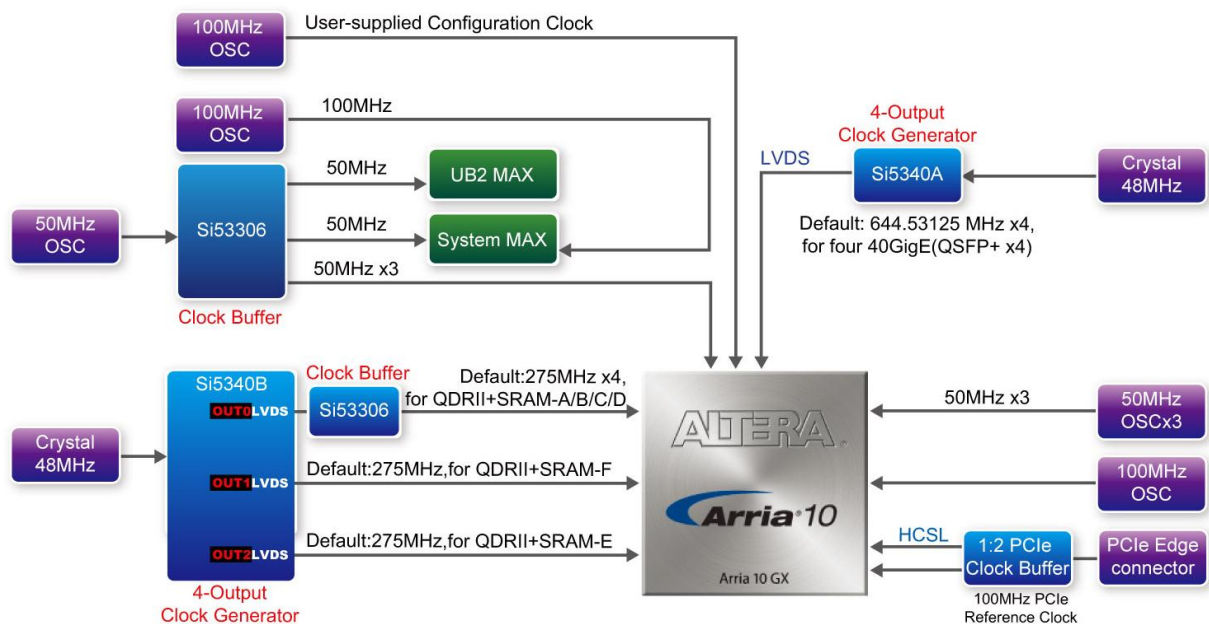 100MHz
OSC
User-supplied Configuration Clock
100MHz
OSC
100MHz
50MHz
OSC
Si53306
Clock Buffer
50MHz
UB2 MAX
50MHz
System MAX
50MHz x3
4-Output
Clock Generator
LVDS
Si5340A
Crystal
48MHz
Default: 644.53125 MHz x4,
for four 40GigE(QSFP+ x4)
Crystal
48MHz
Si5340B
OUT0LVDS
OUT1LVDS
OUT2LVDS
4-Output
Clock Generator
Clock Buffer
Si53306
Default:275MHz x4,
for QDRII+SRAM-A/B/C/D
Default:275MHz,for QDRII+SRAM-F
Default:275MHz,for QDRII+SRAM-E
ALTERA®
Arria® 10
Arria 10 GX
50MHz x3
50MHz
OSCx3
100MHz
OSC
HCSL
1:2 PCIe
Clock Buffer
PCIe Edge
connector
100MHz PCIe
Reference Clock